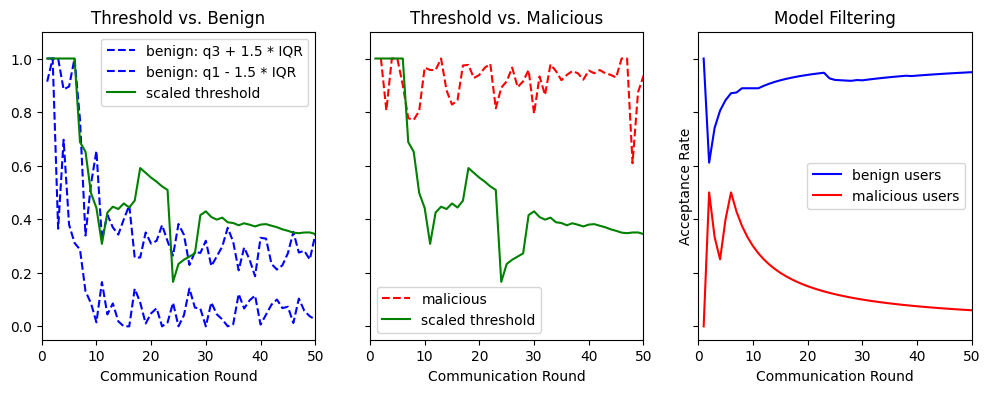 Threshold vs. Benign
benign: q3 + 1.5 * IQR
benign: q1 - 1.5 * IQR
scaled threshold
1.0
0.8
0.6
0.4
0.2
0.0
0 10 20 30 40 50
Communication Round
Threshold vs. Malicious
malicious
scaled threshold
0 10 20 30 40 50
Communication Round
Model Filtering
Acceptance Rate
benign users
malicious users
0 10 20 30 40 50
Communication Round